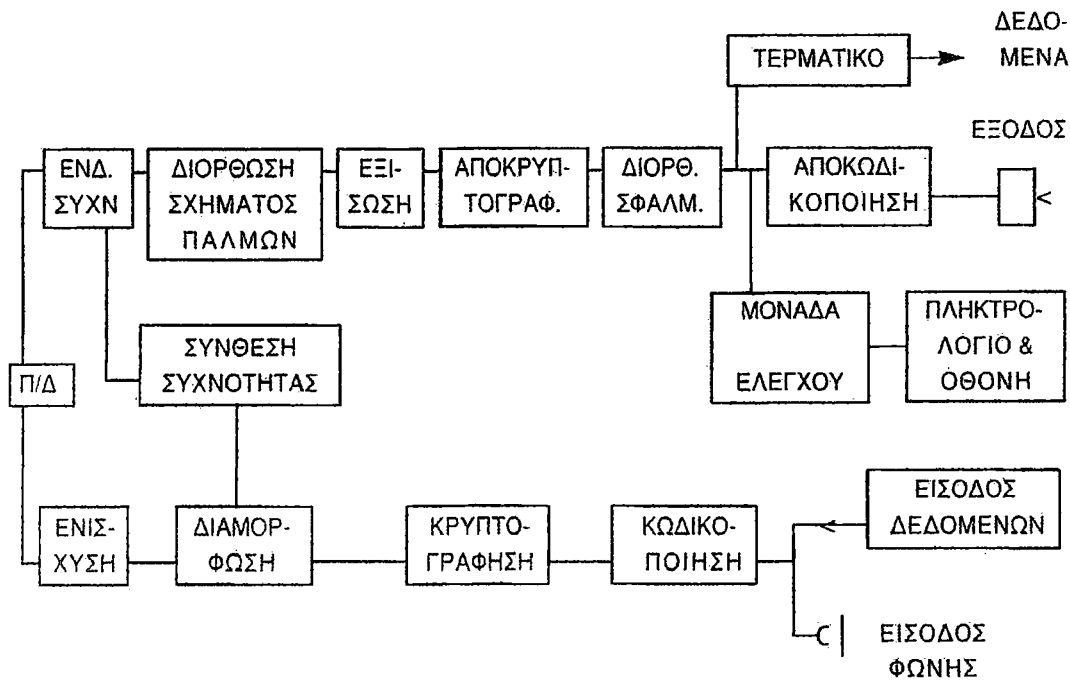 ΔΕΔΟ-
ΜΕΝΑ
ΤΕΡΜΑΤΙΚΟ
ΕΞΟΔΟΣ
ΕΝΔ.
ΣΥΧΝ
ΔΙΟΡΘΩΣΗ
ΣΧΗΜΑΤΟΣ
ΠΑΛΜΩΝ
ΕΞΙ-
ΣΩΣΗ
ΑΠΟΚΡΥΠ-
ΤΟΓΡΑΦ.
ΔΙΟΡΘ.
ΣΦΑΛΜ.
ΑΠΟΚΩΔΙ-
ΚΟΠΟΙΗΣΗ
ΜΟΝΑΔΑ
ΕΛΕΓΧΟΥ
ΠΛΗΚΤΡΟ-
ΛΟΓΙΟ &
ΟΘΟΝΗ
ΣΥΝΘΕΣΗ
ΣΥΧΝΟΤΗΤΑΣ
Π/Δ
ΕΝΙΣ-
ΧΥΣΗ
ΔΙΑΜΟΡ-
ΦΩΣΗ
ΚΡΥΠΤΟ-
ΓΡΑΦΗΣΗ
ΚΩΔΙΚΟ-
ΠΟΙΗΣΗ
ΕΙΣΟΔΟΣ
ΔΕΔΟΜΕΝΩΝ
ΕΙΣΟΔΟΣ
ΦΩΝΗΣ